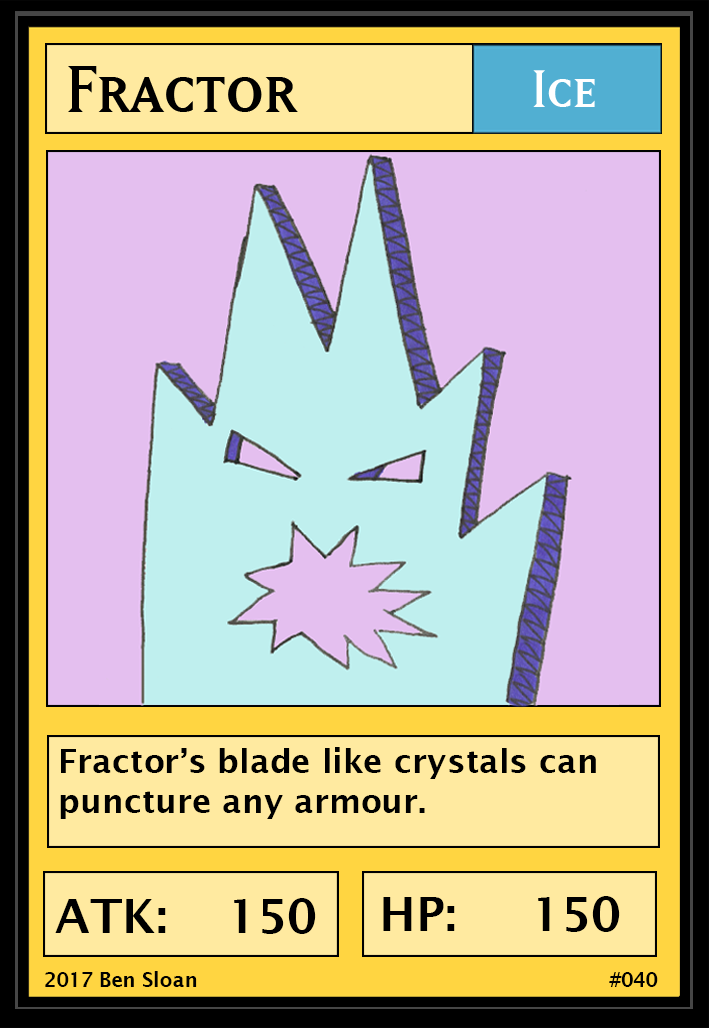 Fractor Ice
Fractor's blade like crystals can
puncture any armour.
ATK: 150 HP: 150
2017 Ben Sloan #040